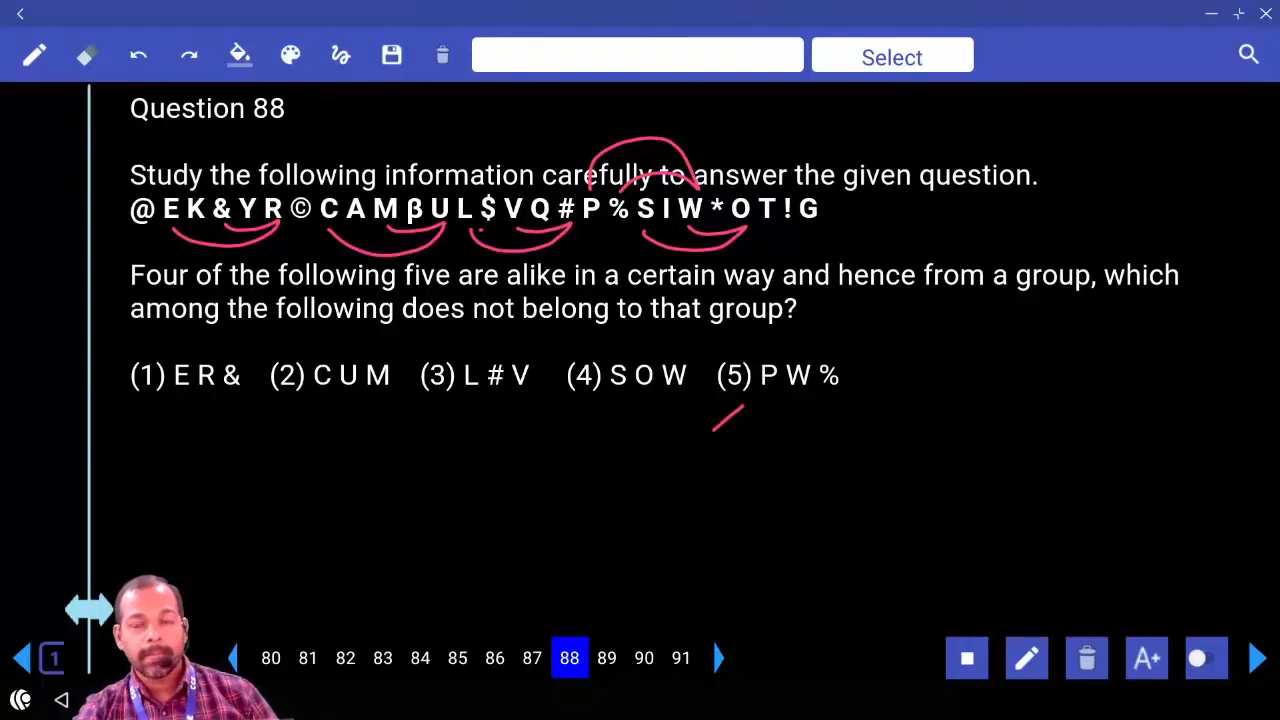 Select
Question 88
Study the following information carefully to answer the given question.
@ E K & Y R © C A M β U L $ V Q # P % S I W * O T ! G
Four of the following five are alike in a certain way and hence from a group, which
among the following does not belong to that group?
(1) E R & (2) C U M (3) L # V (4) S O W (5) P W %
1 80 81 82 83 84 85 86 87 88 89 90 91 A+